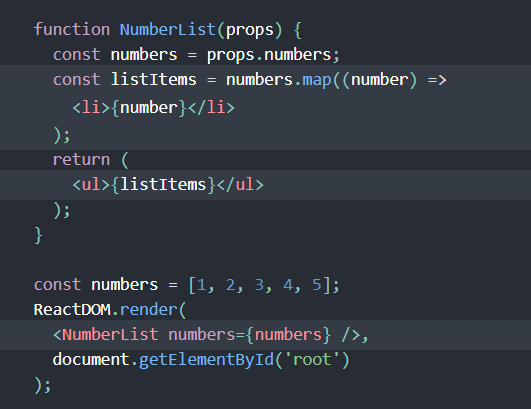 function NumberList(props) {
  const numbers = props.numbers;
  const listItems = numbers.map((number) =>
    <li>{number}</li>
  );
  return (
    <ul>{listItems}</ul>
  );
}

const numbers = [1, 2, 3, 4, 5];
ReactDOM.render(
  <NumberList numbers={numbers} />,
  document.getElementById('root')
);